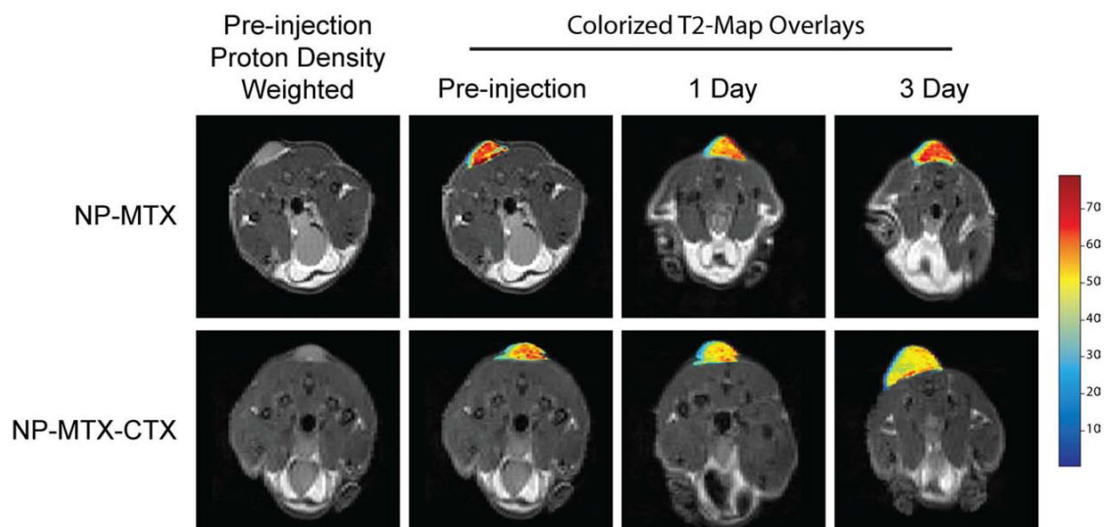 Pre-injection
Proton Density
Weighted
Colorized T2-Map Overlays
Pre-injection
1 Day
3 Day
NP-MTX
NP-MTX-CTX
70
60
50
40
30
20
10